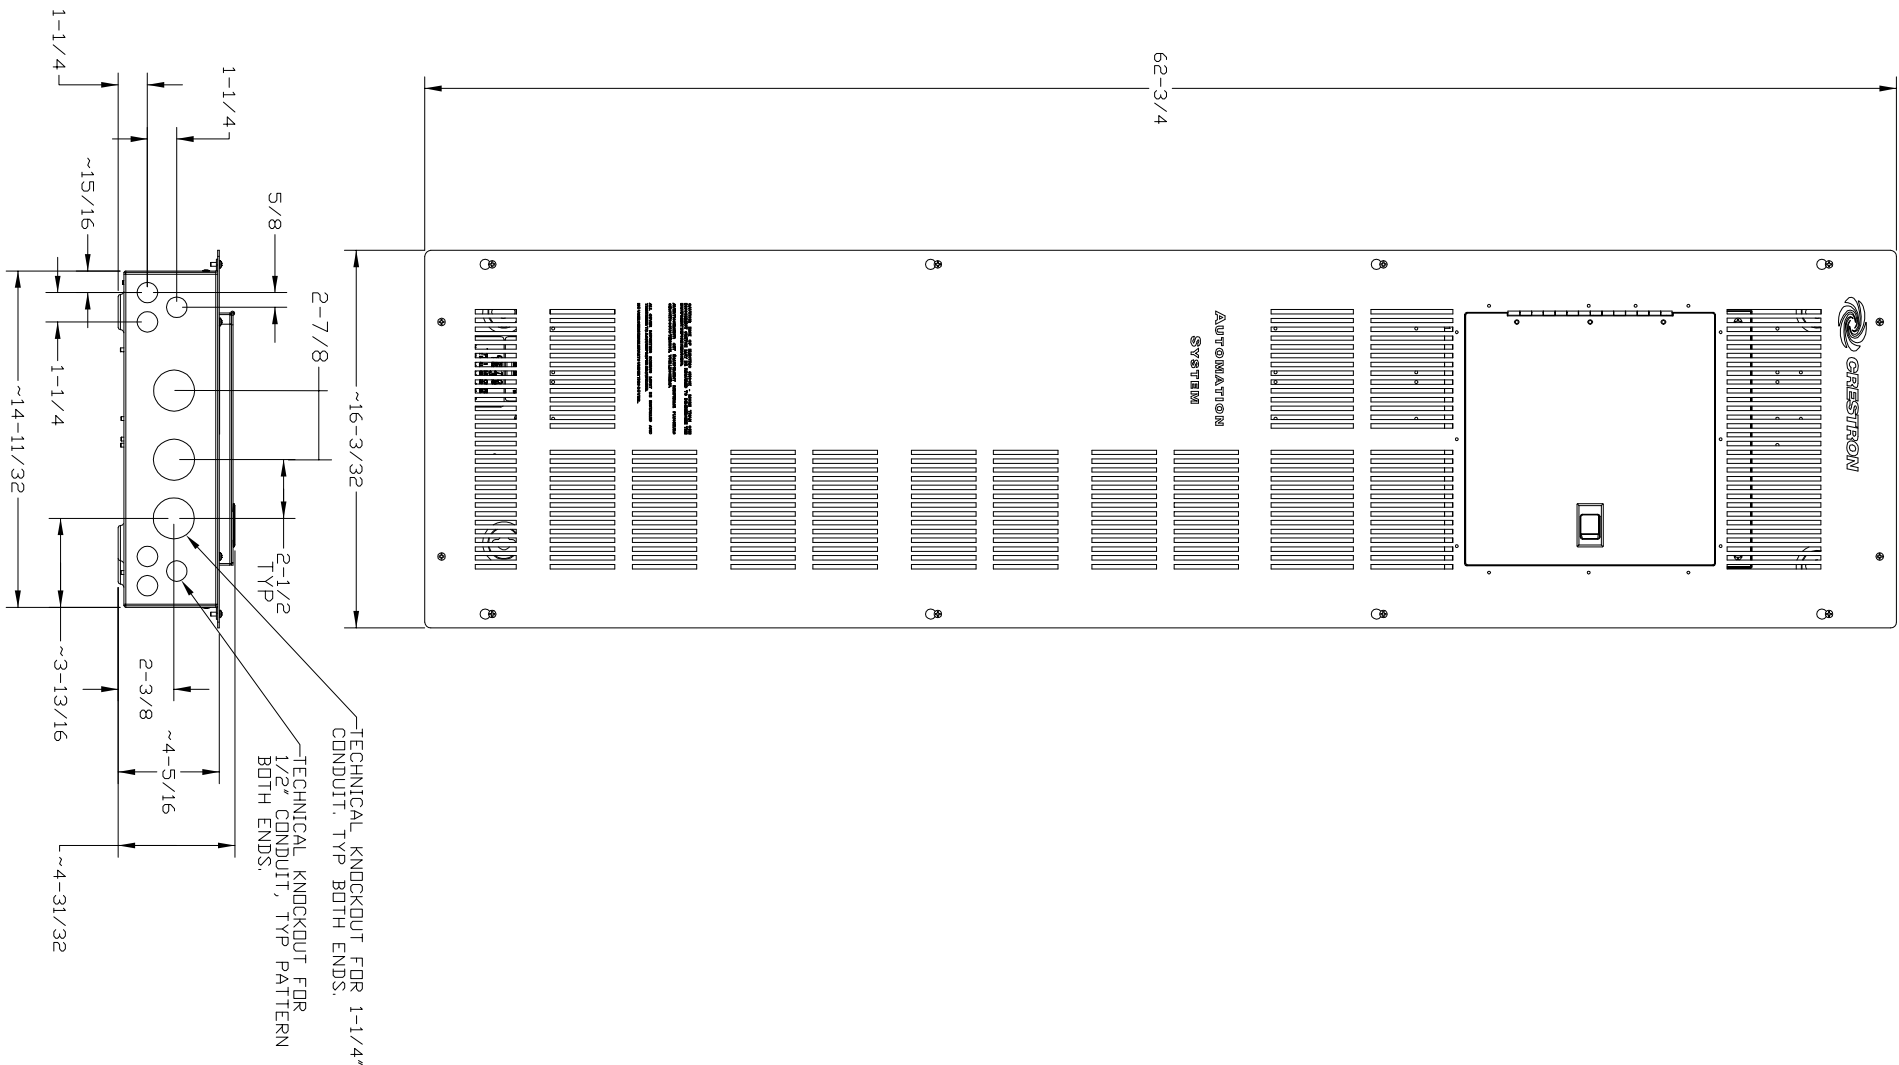 CRESTRON
AUTOMATION
SYSTEM
62-3/4
~16-3/32
1-1/4
1-1/4
~15/16
5/8
2-7/8
1-1/4
~14-11/32
2-1/2
TYP
~3-13/16
2-3/8
~4-5/16
~4-31/32
TECHNICAL KNOCKOUT FOR 1-1/4"
CONDUIT, TYP BOTH ENDS.
TECHNICAL KNOCKOUT FOR
1/2" CONDUIT, TYP PATTERN
BOTH ENDS.